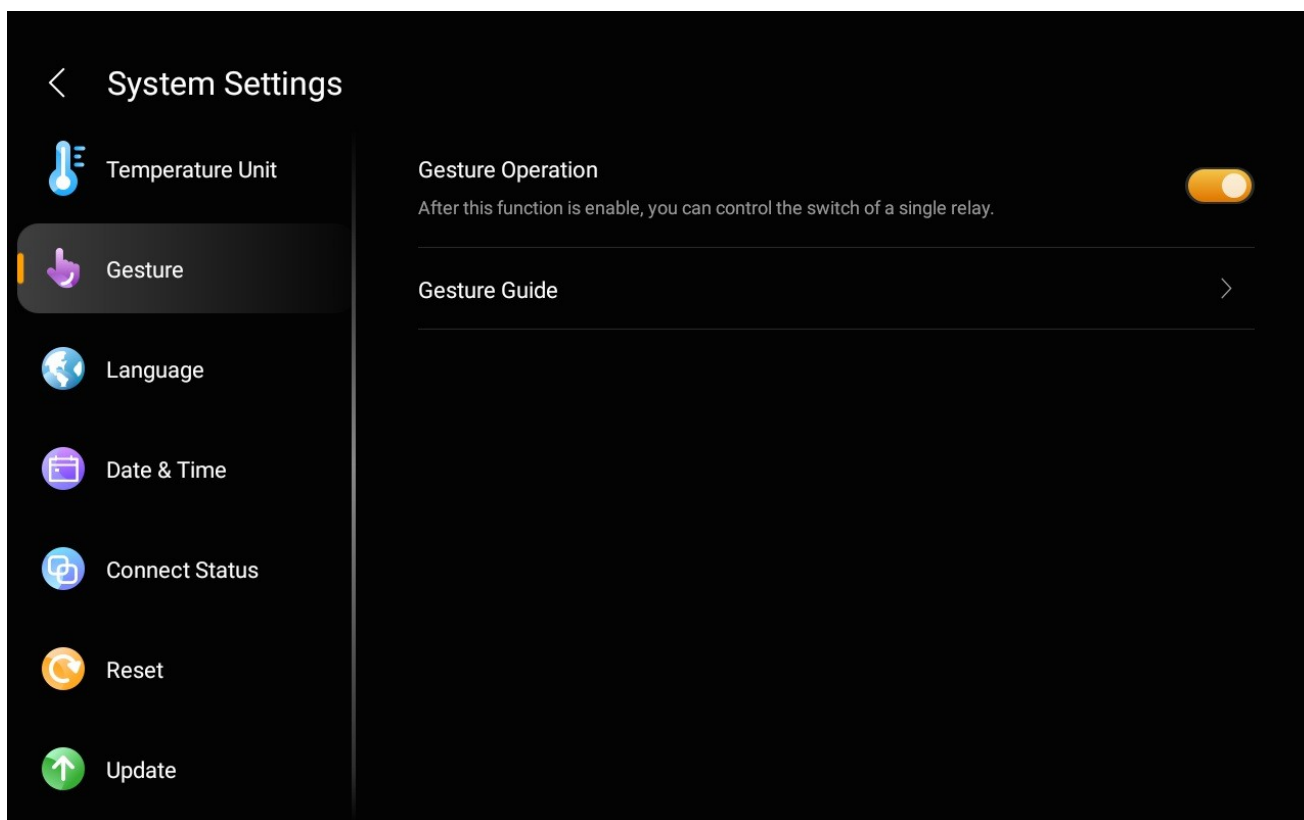 System Settings
Temperature Unit
Gesture
Language
Date & Time
Connect Status
Reset
Update
Gesture Operation
After this function is enable, you can control the switch of a single relay.
Gesture Guide